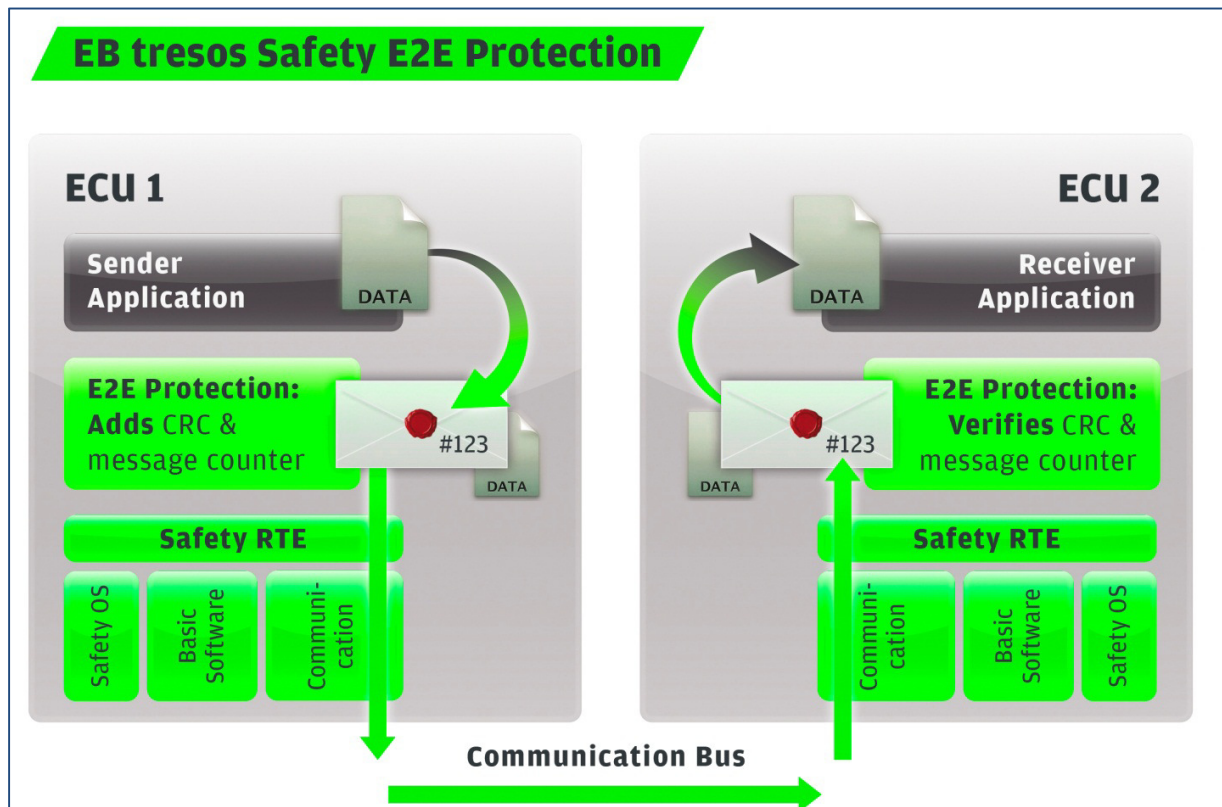 EB tresos Safety E2E Protection
ECU 1
Sender
Application
DATA
E2E Protection:
Adds CRC &
message counter
#123
DATA
Safety RTE
Safety OS
Basic
Software
Communi-
cation
ECU 2
DATA
Receiver
Application
DATA
#123
E2E Protection:
Verifies CRC &
message counter
Safety RTE
Communi-
cation
Basic
Software
Safety OS
Communication Bus